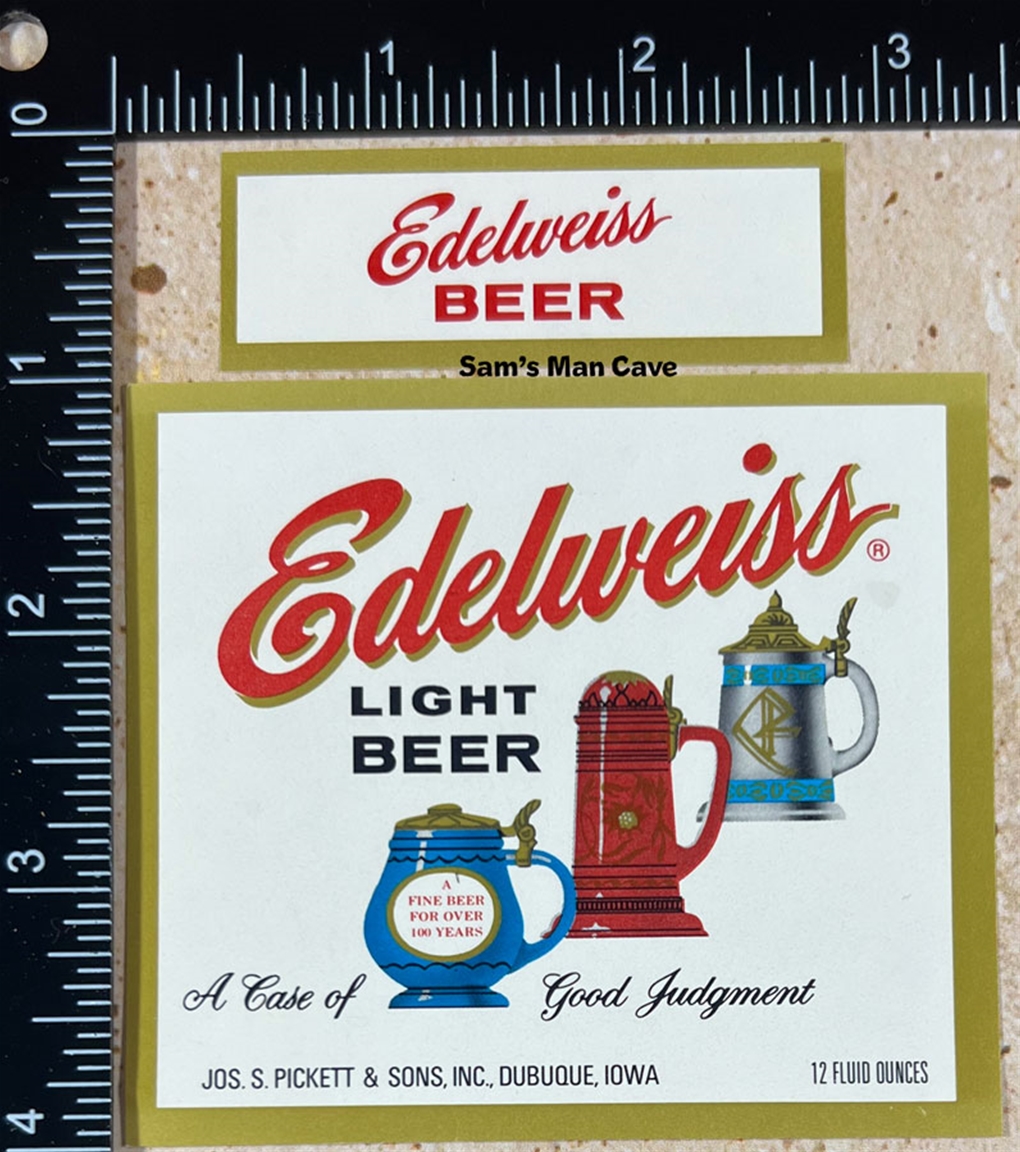 1 2 3
0
Edelweiss
BEER
1
Sam's Man Cave
Edelweiss
®
2
LIGHT
BEER
3
A
FINE BEER
FOR OVER
100 YEARS
A Case of Good Judgment
JOS. S. PICKETT & SONS, INC., DUBUQUE, IOWA 12 FLUID OUNCES
4